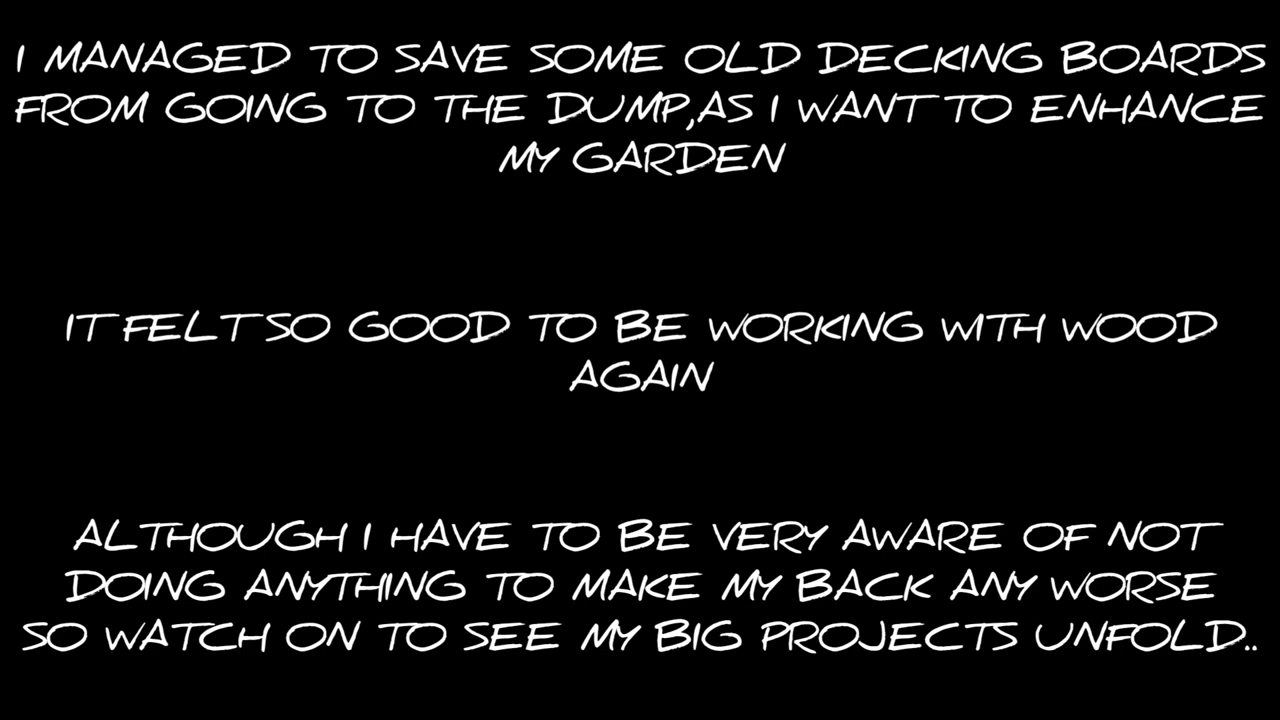 I MANAGED TO SAVE SOME OLD DECKING BOARDS
FROM GOING TO THE DUMP,AS I WANT TO ENHANCE
MY GARDEN
IT FELT SO GOOD TO BE WORKING WITH WOOD
AGAIN
ALTHOUGH I HAVE TO BE VERY AWARE OF NOT
DOING ANYTHING TO MAKE MY BACK ANY WORSE
SO WATCH ON TO SEE MY BIG PROJECTS UNFOLD..